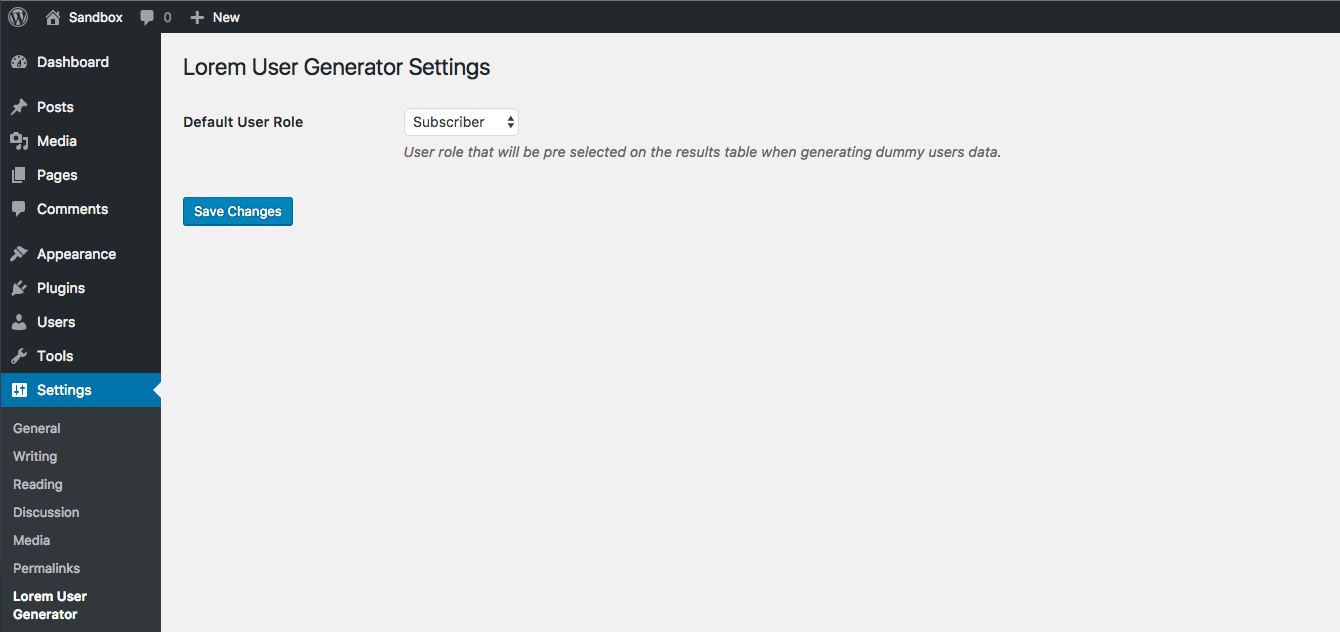 Sandbox 0 New
Dashboard
Posts
Media
Pages
Comments
Appearance
Plugins
Users
Tools
Settings
General
Writing
Reading
Discussion
Media
Permalinks
Lorem User
Generator
Lorem User Generator Settings
Default User Role Subscriber
User role that will be pre selected on the results table when generating dummy users data.
Save Changes